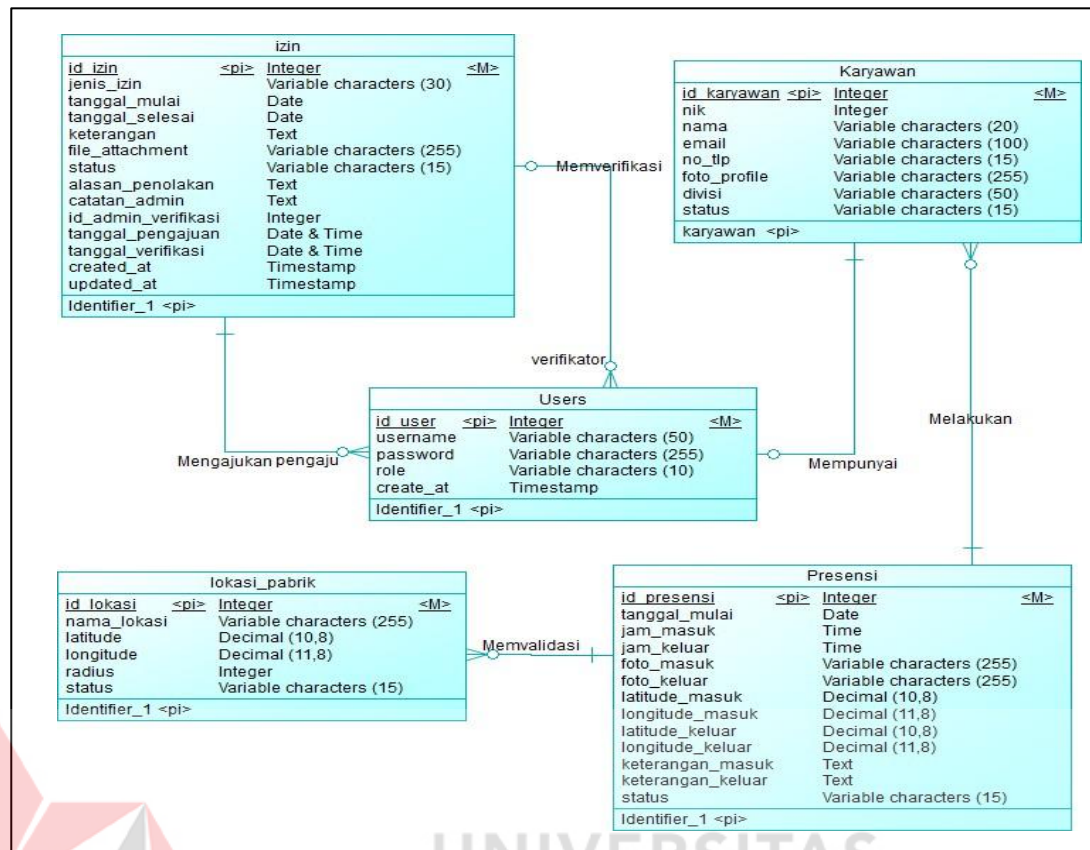 izin
id_izin <pi> Integer <M>
jenis_izin Variable characters (30)
tanggal_mulai Date
tanggal_selesai Date
keterangan Text
file_attachment Variable characters (255)
status Variable characters (15)
alasan_penolakan Text
catatan_admin Text
id_admin_verifikasi Integer
tanggal_pengajuan Date & Time
tanggal_verifikasi Date & Time
created_at Timestamp
updated_at Timestamp
Identifier_1 <pi>
Karyawan
id_karyawan <pi> Integer <M>
nik Integer
nama Variable characters (20)
email Variable characters (100)
no_tlp Variable characters (15)
foto_profile Variable characters (255)
divisi Variable characters (50)
status Variable characters (15)
karyawan <pi>
Memverifikasi
verifikator
Users
id_user <pi> Integer <M>
username Variable characters (50)
password Variable characters (255)
role Variable characters (10)
create_at Timestamp
Identifier_1 <pi>
Mengajukan pengaju
Mempunyai
Melakukan
lokasi_pabrik
id_lokasi <pi> Integer <M>
nama_lokasi Variable characters (255)
latitude Decimal (10,8)
longitude Decimal (11,8)
radius Integer
status Variable characters (15)
Identifier_1 <pi>
Memvalidasi
Presensi
id_presensi <pi> Integer <M>
tanggal_mulai Date
jam_masuk Time
jam_keluar Time
foto_masuk Variable characters (255)
foto_keluar Variable characters (255)
latitude_masuk Decimal (10,8)
longitude_masuk Decimal (11,8)
latitude_keluar Decimal (10,8)
longitude_keluar Decimal (11,8)
keterangan_masuk Text
keterangan_keluar Text
status Variable characters (15)
Identifier_1 <pi>
UNIVERSITAS